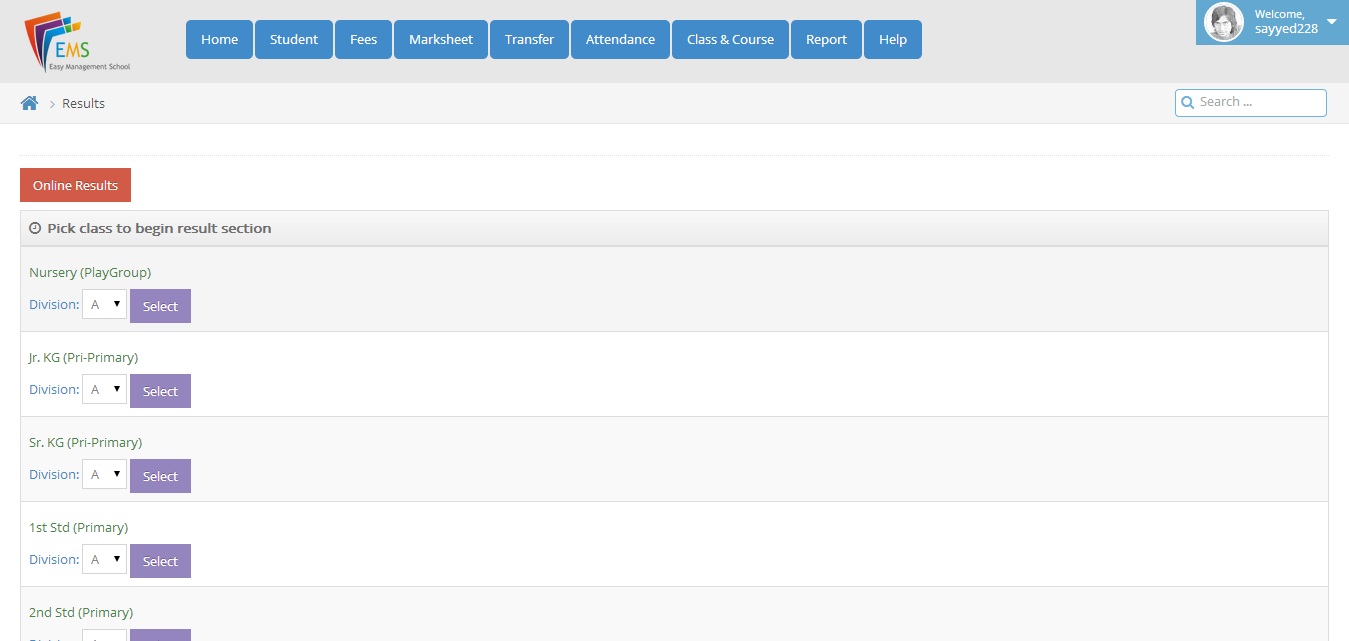 EMS
Easy Management School
Home Student Fees Marksheet Transfer Attendance Class & Course Report Help
Welcome,
sayyed228
Results
Search ...
Online Results
Pick class to begin result section
Nursery (PlayGroup)
Division: A Select
Jr. KG (Pri-Primary)
Division: A Select
Sr. KG (Pri-Primary)
Division: A Select
1st Std (Primary)
Division: A Select
2nd Std (Primary)